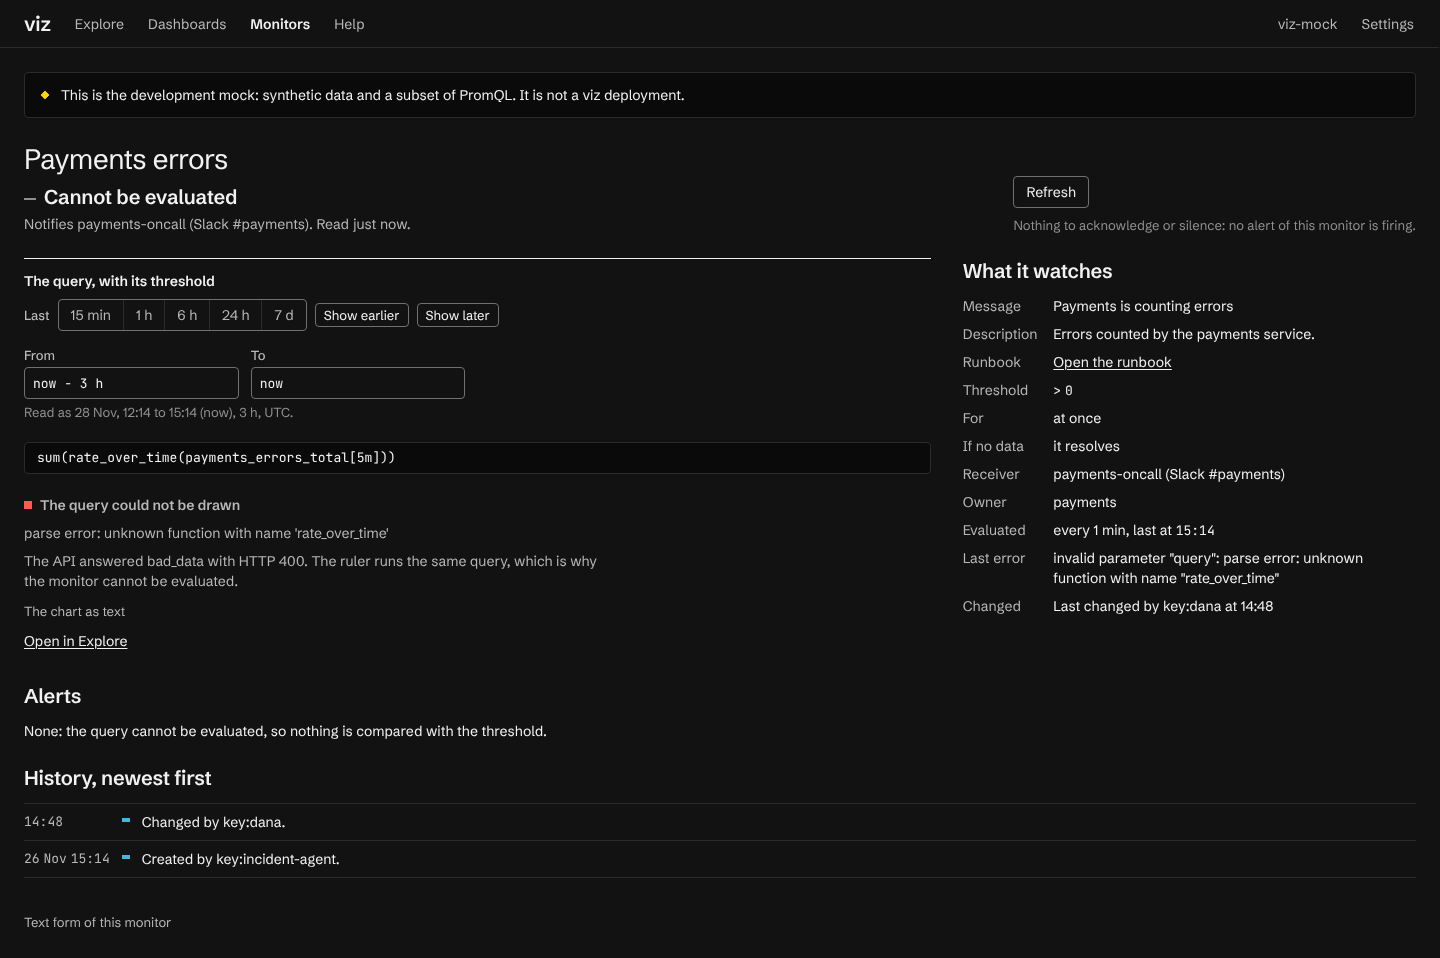 viz Explore Dashboards Monitors Help viz-mock Settings
This is the development mock: synthetic data and a subset of PromQL. It is not a viz deployment.
Payments errors
— Cannot be evaluated
Notifies payments-oncall (Slack #payments). Read just now.
Refresh
Nothing to acknowledge or silence: no alert of this monitor is firing.
The query, with its threshold
Last 15 min 1 h 6 h 24 h 7 d Show earlier Show later
From To
now - 3 h now
Read as 28 Nov, 12:14 to 15:14 (now), 3 h, UTC.
sum(rate_over_time(payments_errors_total[5m]))
The query could not be drawn
parse error: unknown function with name 'rate_over_time'
The API answered bad_data with HTTP 400. The ruler runs the same query, which is why
the monitor cannot be evaluated.
The chart as text
Open in Explore
What it watches
Message Payments is counting errors
Description Errors counted by the payments service.
Runbook Open the runbook
Threshold > 0
For at once
If no data it resolves
Receiver payments-oncall (Slack #payments)
Owner payments
Evaluated every 1 min, last at 15:14
Last error invalid parameter "query": parse error: unknown
function with name "rate_over_time"
Changed Last changed by key:dana at 14:48
Alerts
None: the query cannot be evaluated, so nothing is compared with the threshold.
History, newest first
14:48 Changed by key:dana.
26 Nov 15:14 Created by key:incident-agent.
Text form of this monitor